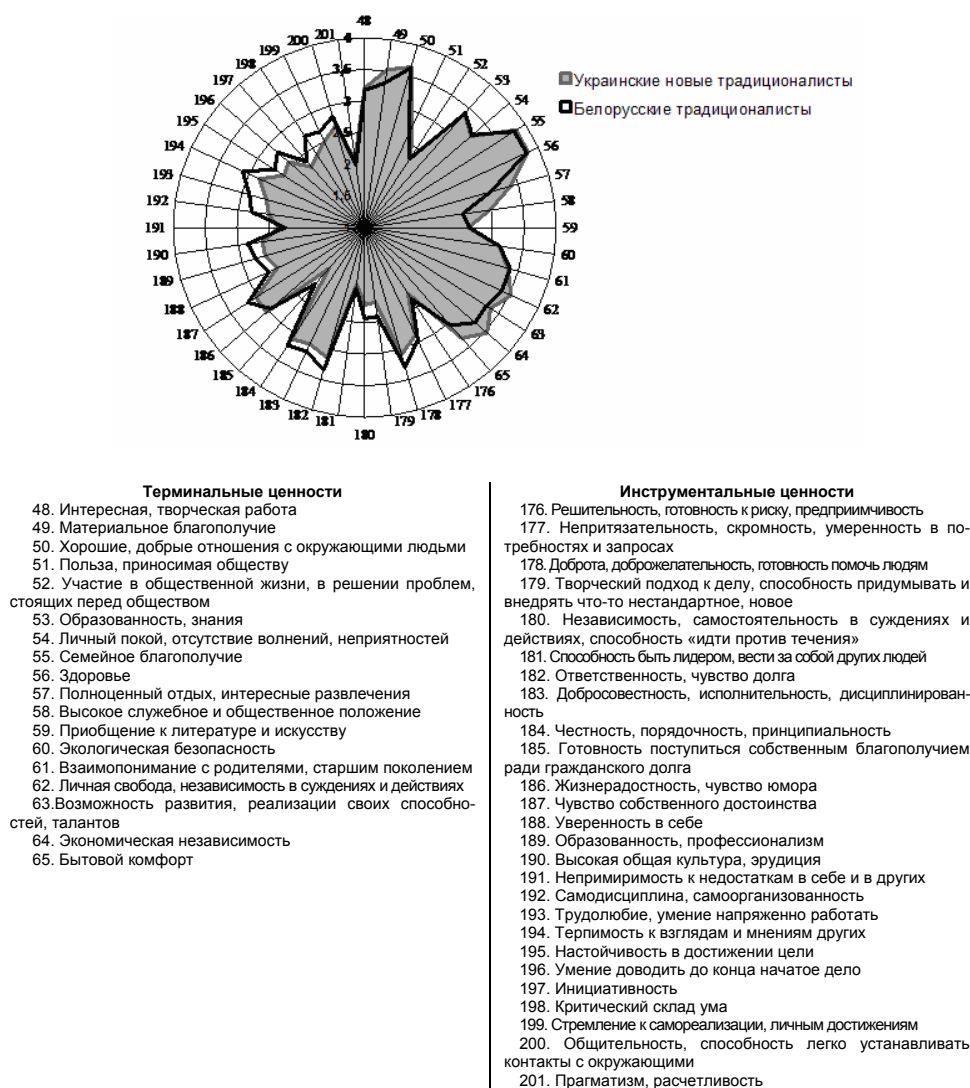 48
49
50
51
52
53
54
55
56
57
58
59
60
61
62
63
64
65
176
177
178
179
180
181
182
183
184
185
186
187
188
189
190
191
192
193
194
195
196
197
198
199
200
201
4
3,5
3
2,5
2
1,5
Украинские новые традиционалисты
Белорусские традиционалисты
Терминальные ценности
48. Интересная, творческая работа
49. Материальное благополучие
50. Хорошие, добрые отношения с окружающими людьми
51. Польза, приносимая обществу
52. Участие в общественной жизни, в решении проблем,
стоящих перед обществом
53. Образованность, знания
54. Личный покой, отсутствие волнений, неприятностей
55. Семейное благополучие
56. Здоровье
57. Полноценный отдых, интересные развлечения
58. Высокое служебное и общественное положение
59. Приобщение к литературе и искусству
60. Экологическая безопасность
61. Взаимопонимание с родителями, старшим поколением
62. Личная свобода, независимость в суждениях и действиях
63.Возможность развития, реализации своих способно-
стей, талантов
64. Экономическая независимость
65. Бытовой комфорт
Инструментальные ценности
176. Решительность, готовность к риску, предприимчивость
177. Непритязательность, скромность, умеренность в по-
требностях и запросах
178. Доброта, доброжелательность, готовность помочь людям
179. Творческий подход к делу, способность придумывать и
внедрять что-то нестандартное, новое
180. Независимость, самостоятельность в суждениях и
действиях, способность «идти против течения»
181. Способность быть лидером, вести за собой других людей
182. Ответственность, чувство долга
183. Добросовестность, исполнительность, дисциплинирован-
ность
184. Честность, порядочность, принципиальность
185. Готовность поступиться собственным благополучием
ради гражданского долга
186. Жизнерадостность, чувство юмора
187. Чувство собственного достоинства
188. Уверенность в себе
189. Образованность, профессионализм
190. Высокая общая культура, эрудиция
191. Непримиримость к недостаткам в себе и в других
192. Самодисциплина, самоорганизованность
193. Трудолюбие, умение напряженно работать
194. Терпимость к взглядам и мнениям других
195. Настойчивость в достижении цели
196. Умение доводить до конца начатое дело
197. Инициативность
198. Критический склад ума
199. Стремление к самореализации, личным достижениям
200. Общительность, способность легко устанавливать
контакты с окружающими
201. Прагматизм, расчетливость